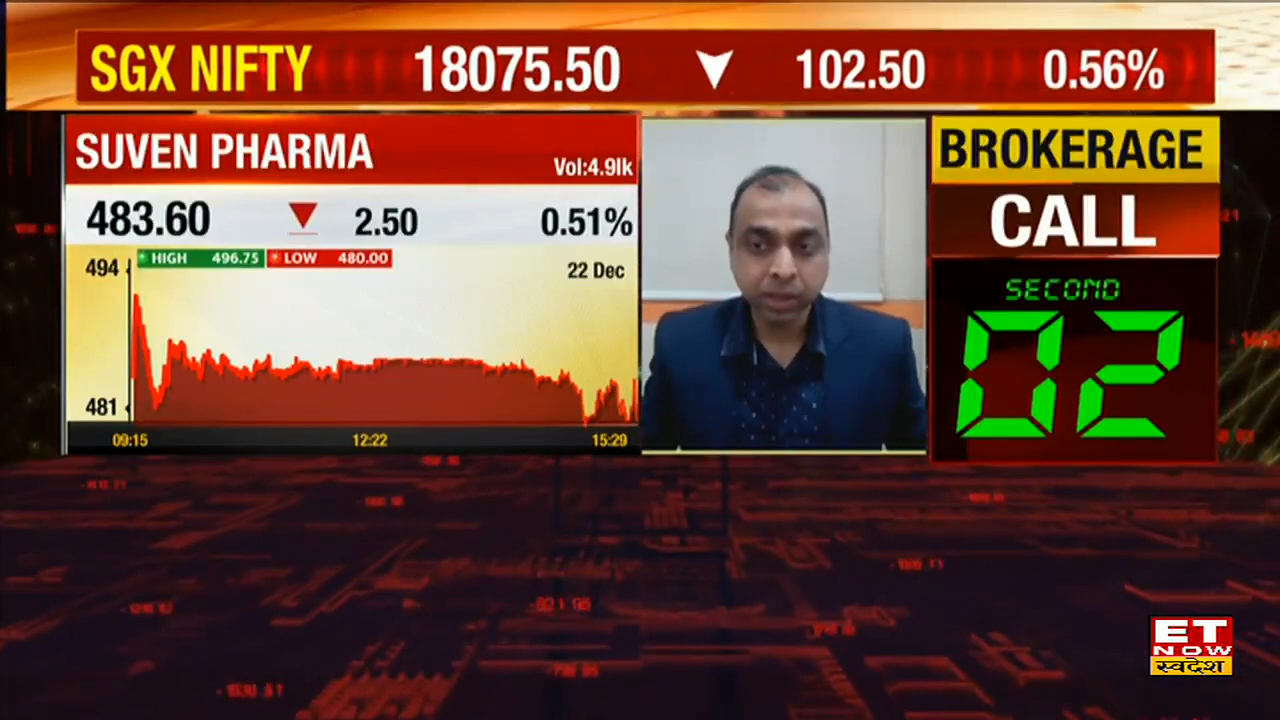 SGX NIFTY 18075.50 102.50 0.56%
SUVEN PHARMA Vol:4.9lk
483.60 2.50 0.51%
HIGH 496.75 LOW 480.00
22 Dec
494
481
09:15 12:22 15:29
BROKERAGE
CALL
SECOND
02
ET
NOW
स्वदेश